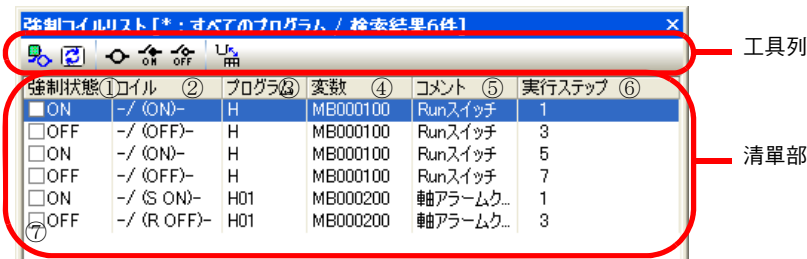 強制コイルリスト [* : すべてのプログラム / 検索結果6件] ×
ON OFF
工具列
強制状態① コイル ② プログラ③ 変数 ④ コメント ⑤ 実行ステップ ⑥
ON -/ (ON)- H MB000100 Runスイッチ 1
OFF -/ (OFF)- H MB000100 Runスイッチ 3
ON -/ (ON)- H MB000100 Runスイッチ 5
清單部
OFF -/ (OFF)- H MB000100 Runスイッチ 7
ON -/ (S ON)- H01 MB000200 軸アラームク... 1
OFF -/ (R OFF)- H01 MB000200 軸アラームク... 3
⑦